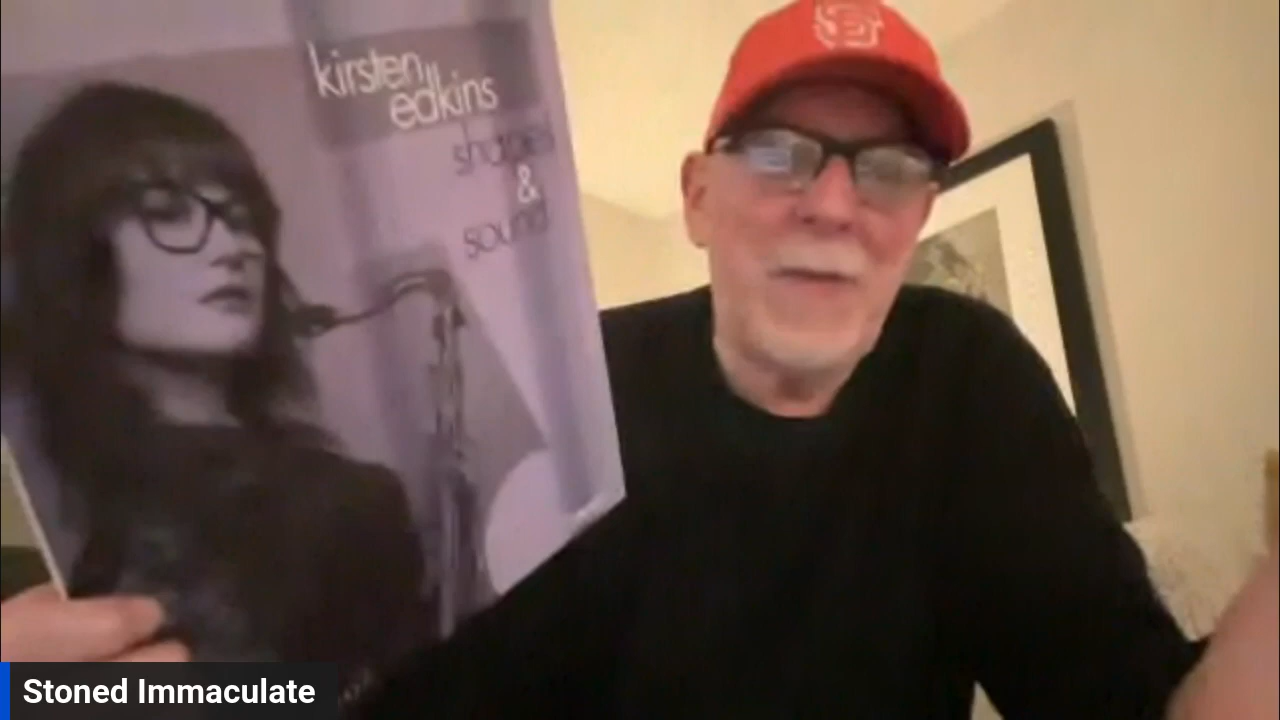 kirsten
edkins
shapes
&
sound
Stoned Immaculate